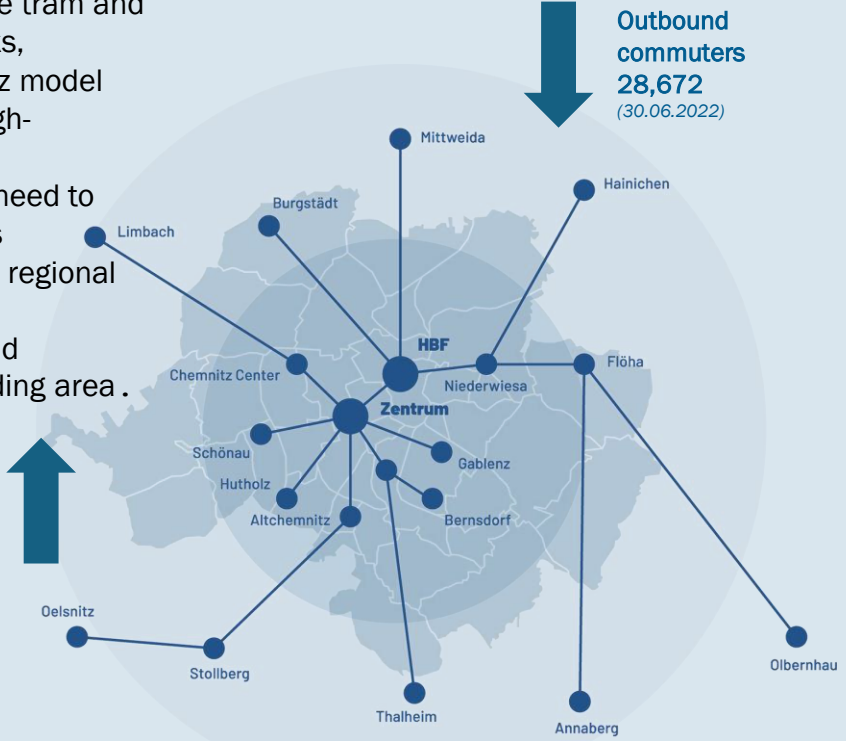 e tram and
s,
z model
gh-
need to
s
regional
d
ding area.
Outbound
commuters
28,672
(30.06.2022)
Mittweida
Hainichen
Burgstädt
Limbach
HBF
Flöha
Chemnitz Center
Niederwiesa
Zentrum
Schönau
Gablenz
Hutholz
Altchemnitz
Bernsdorf
Oelsnitz
Stollberg
Olbernhau
Thalheim
Annaberg